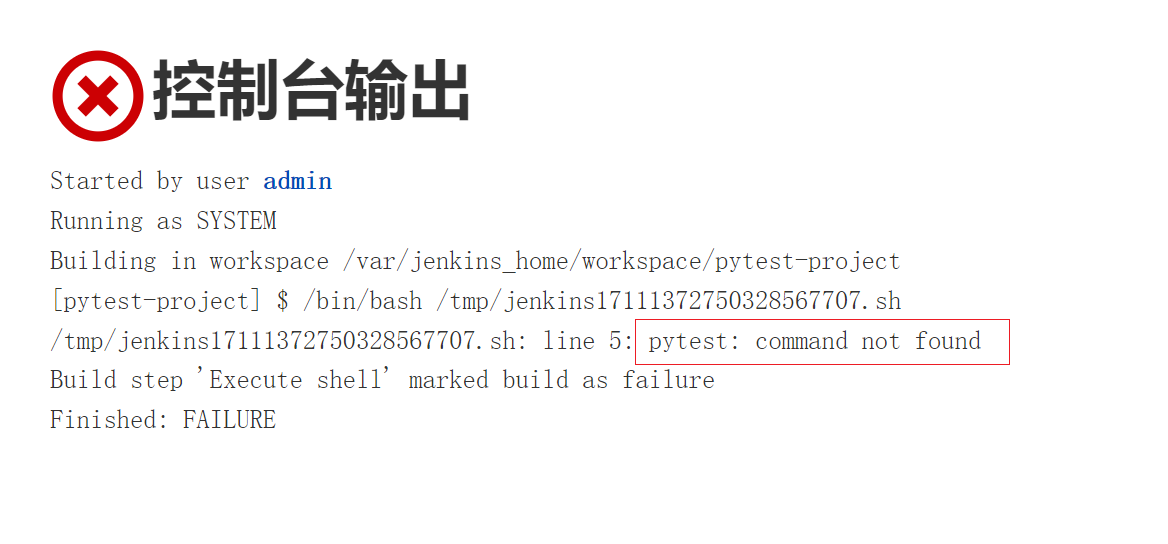 控制台输出
Started by user admin
Running as SYSTEM
Building in workspace /var/jenkins_home/workspace/pytest-project
[pytest-project] $ /bin/bash /tmp/jenkins17111372750328567707.sh
/tmp/jenkins17111372750328567707.sh: line 5: pytest: command not found
Build step 'Execute shell' marked build as failure
Finished: FAILURE